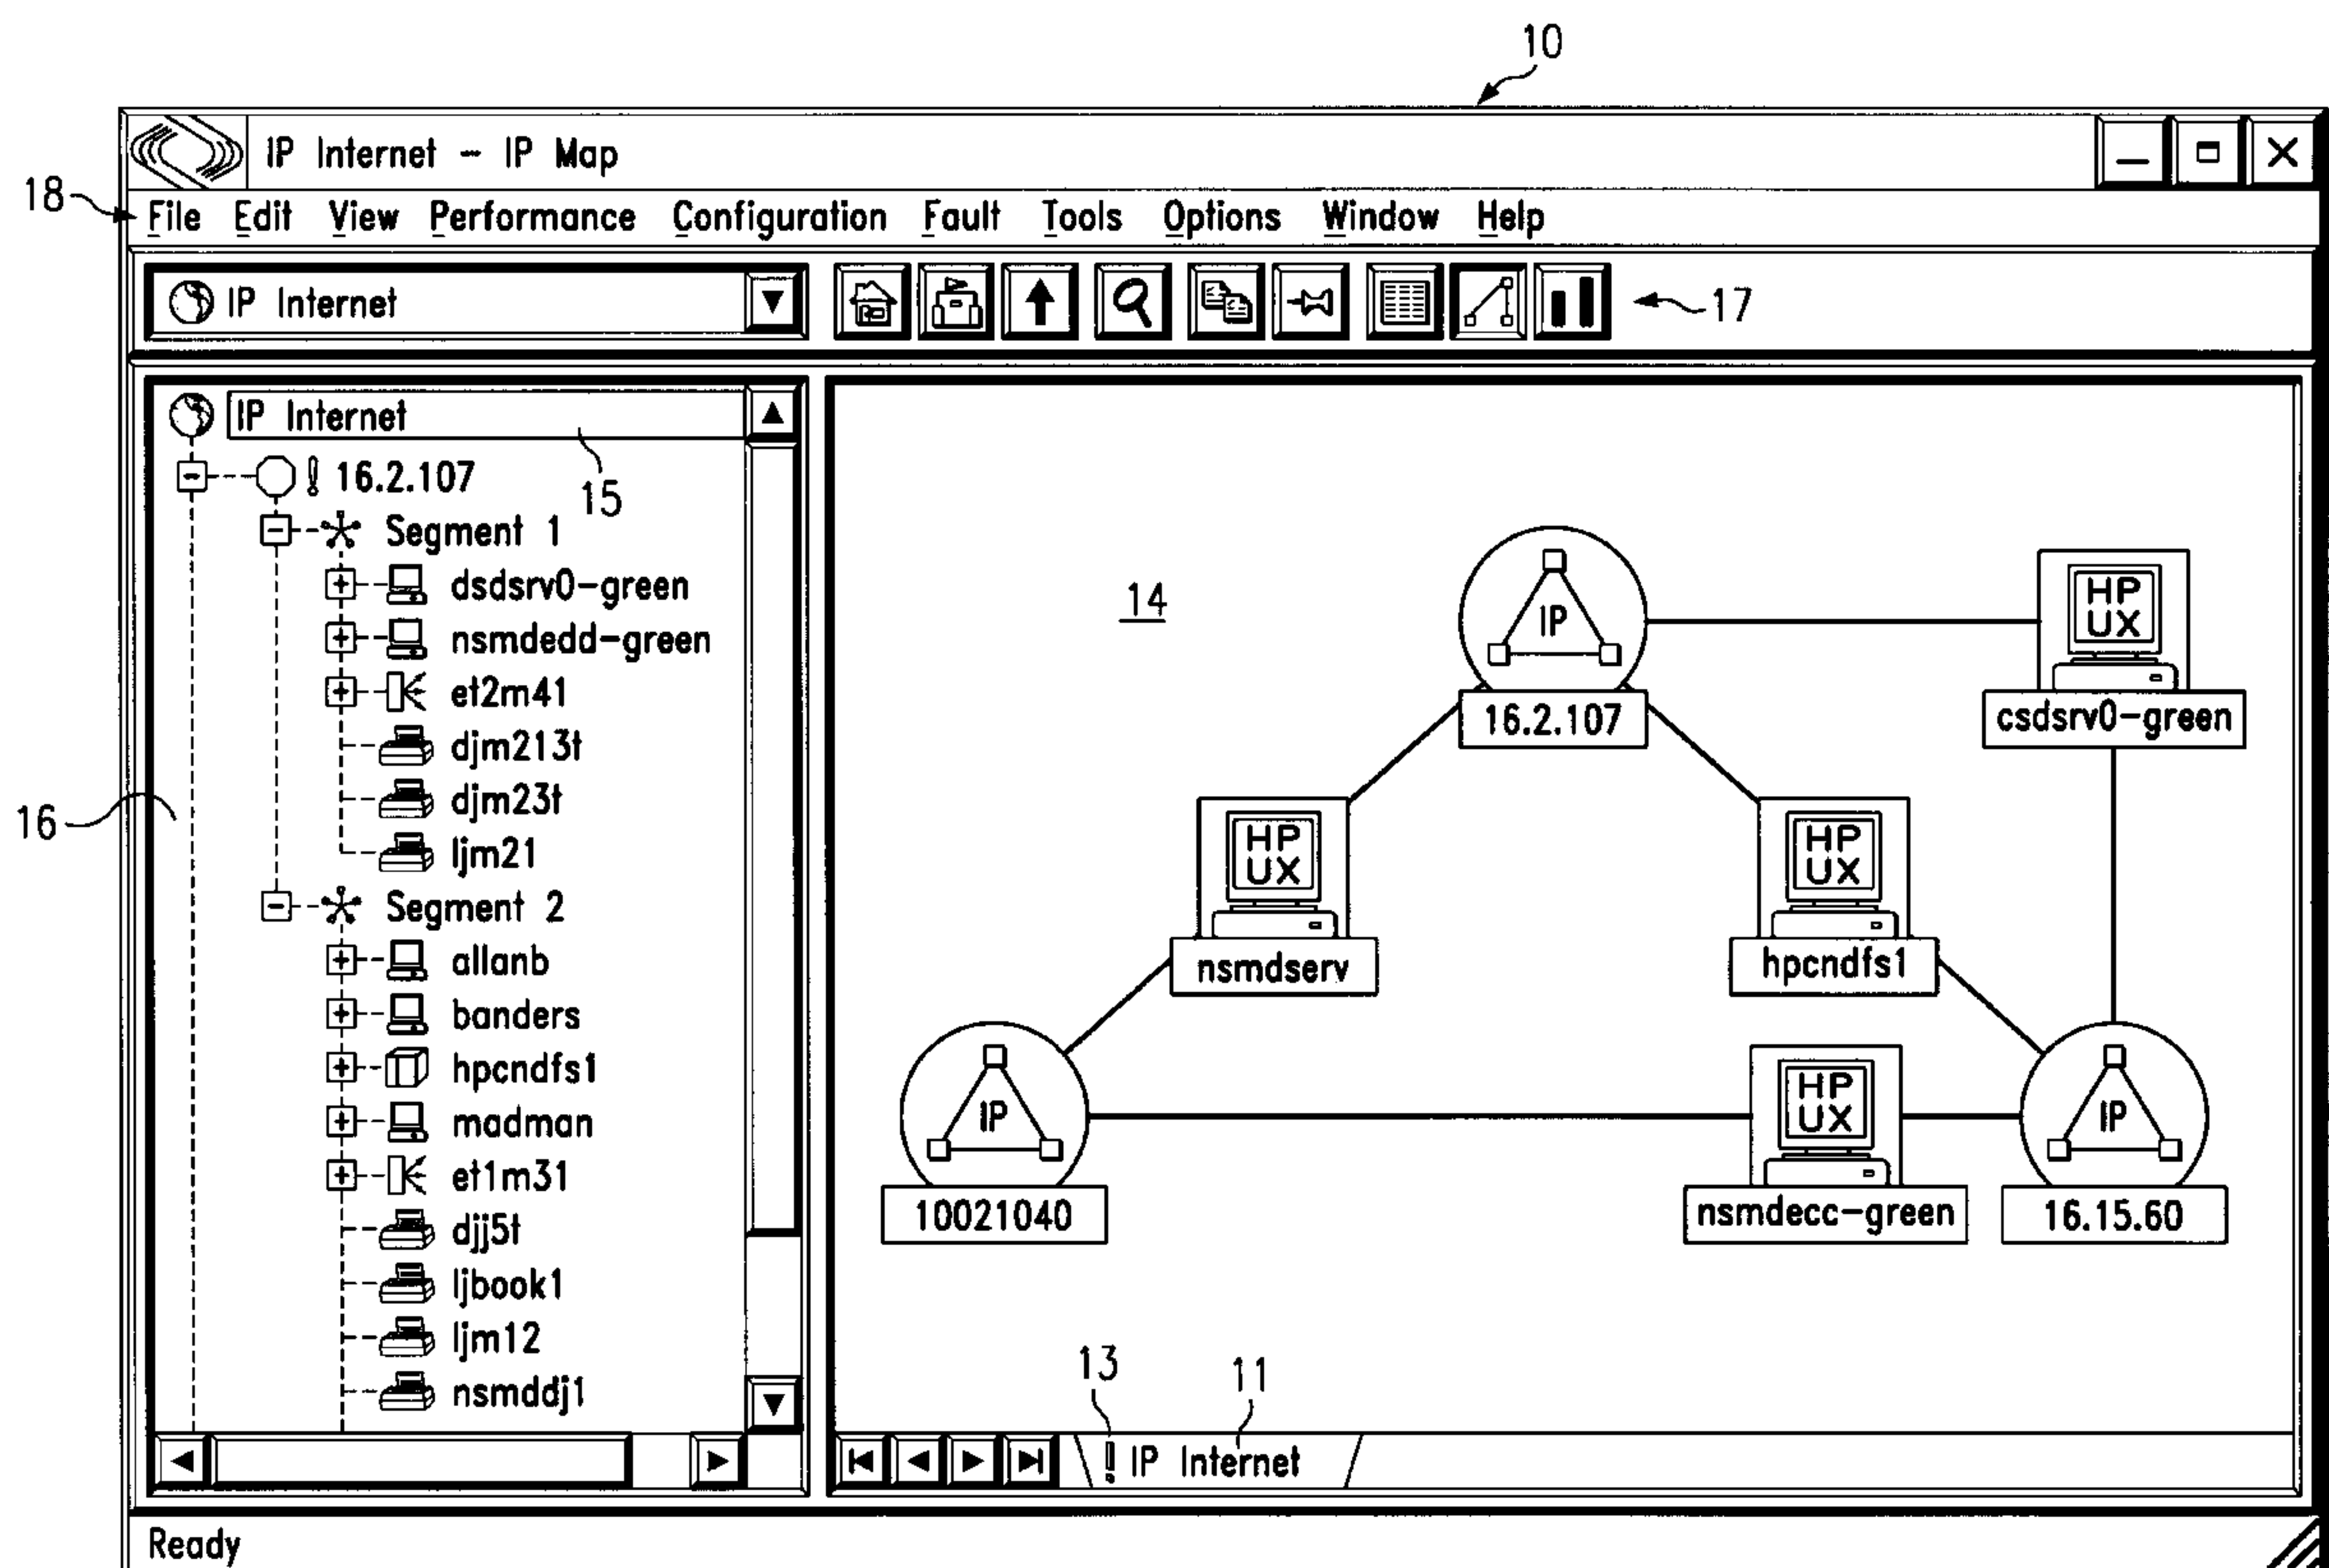 10
IP Internet – IP Map
18
File Edit View Performance Configuration Fault Tools Options Window Help
IP Internet
17
IP Internet
15
16.2.107
Segment 1
dsdsrv0-green
nsmdedd-green
et2m41
djm213t
djm23t
ljm21
Segment 2
allanb
banders
hpcndfs1
madman
et1m31
djj5t
ljbook1
ljm12
nsmddj1
16
14
IP
16.2.107
HP
UX
csdsrv0-green
HP
UX
nsmdserv
HP
UX
hpcndfs1
IP
10021040
HP
UX
nsmdecc-green
IP
16.15.60
13
11
! IP Internet
Ready